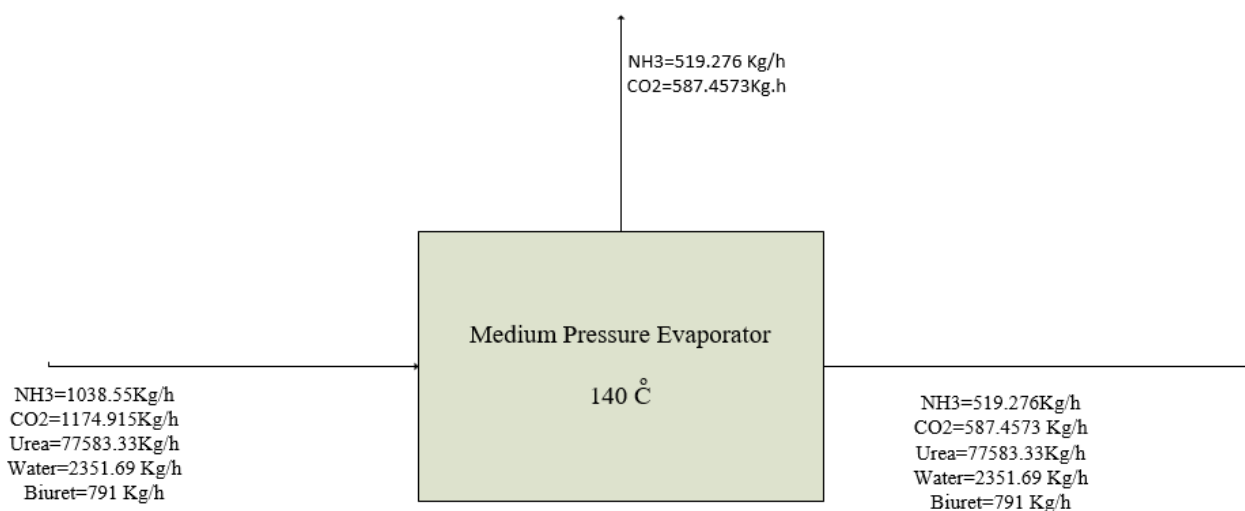 NH3=519.276 Kg/h
CO2=587.4573Kg.h
Medium Pressure Evaporator
140 C̊
NH3=1038.55Kg/h
CO2=1174.915Kg/h
Urea=77583.33Kg/h
Water=2351.69 Kg/h
Biuret=791 Kg/h
NH3=519.276Kg/h
CO2=587.4573 Kg/h
Urea=77583.33Kg/h
Water=2351.69 Kg/h
Biuret=791 Kg/h